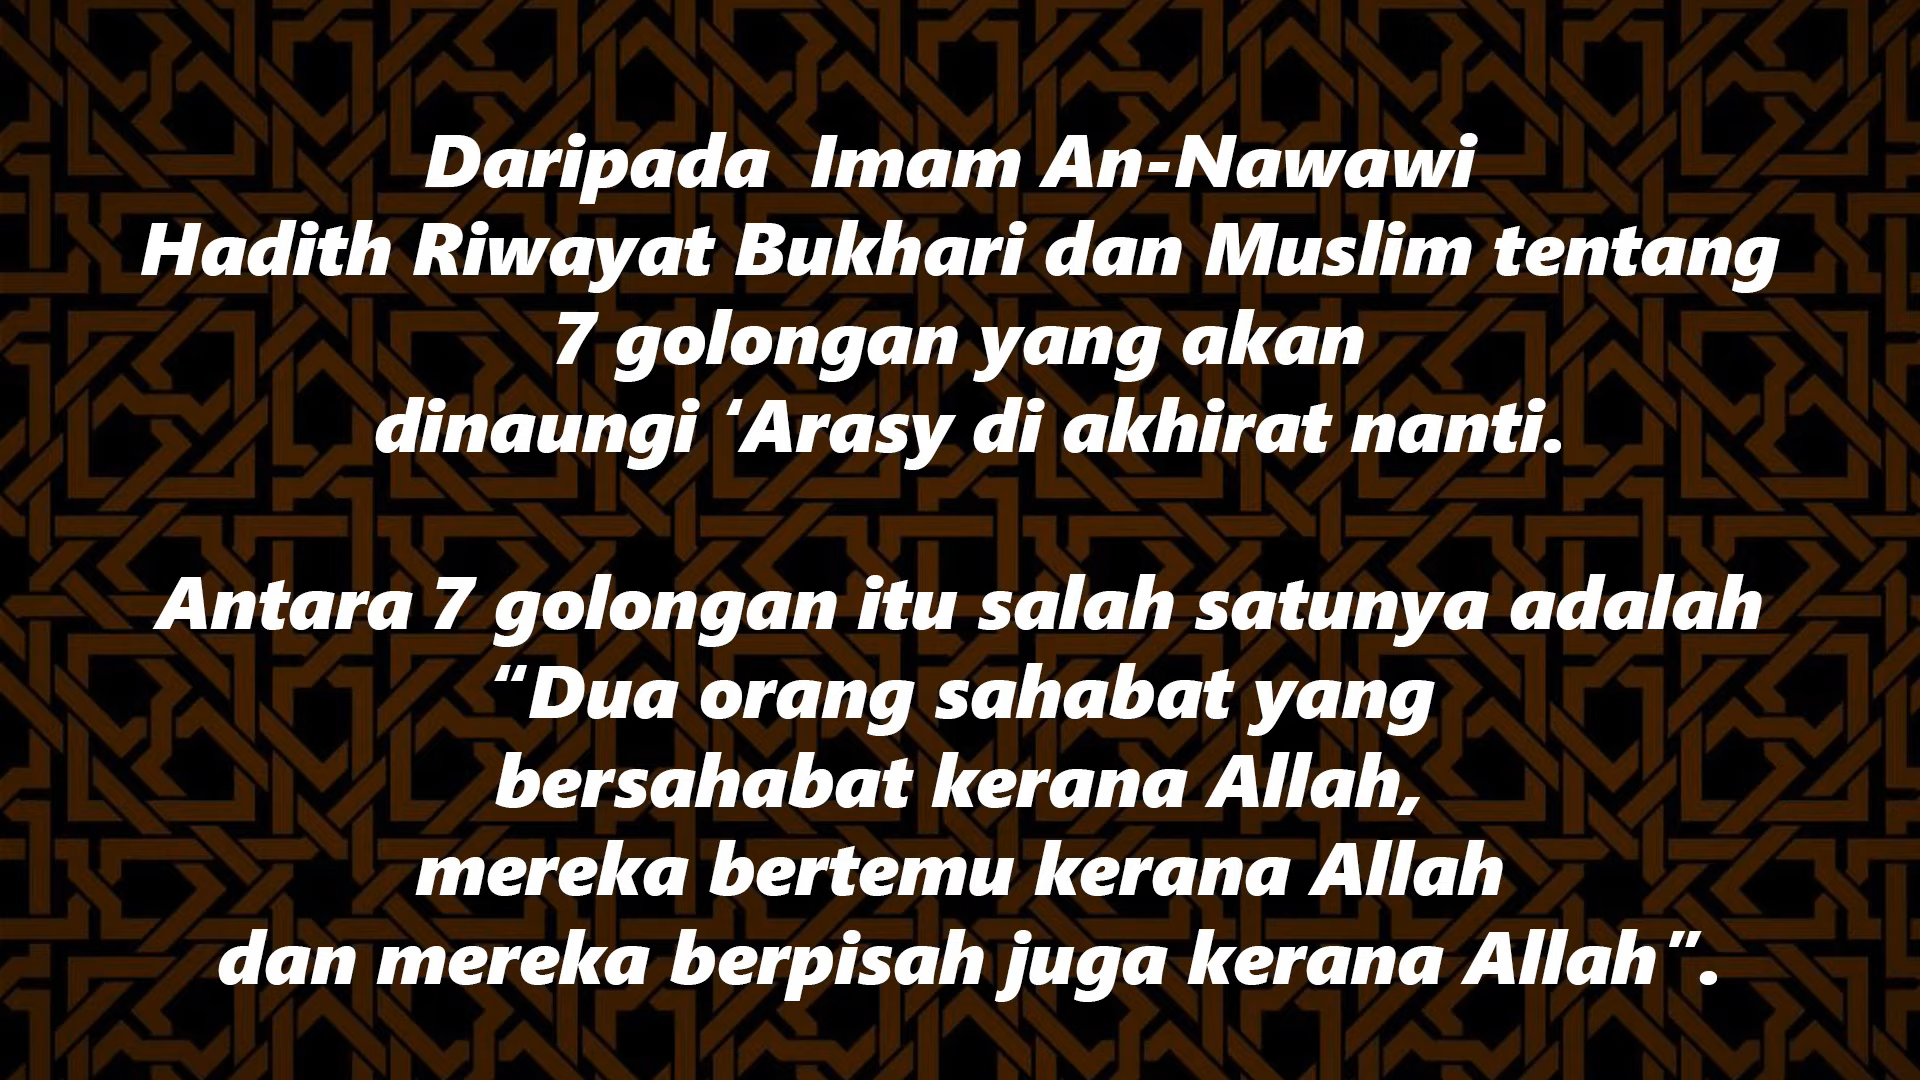 Daripada  Imam An-Nawawi
Hadith Riwayat Bukhari dan Muslim tentang
7 golongan yang akan
dinaungi ‘Arasy di akhirat nanti.
Antara 7 golongan itu salah satunya adalah
“Dua orang sahabat yang
bersahabat kerana Allah,
mereka bertemu kerana Allah
dan mereka berpisah juga kerana Allah”.